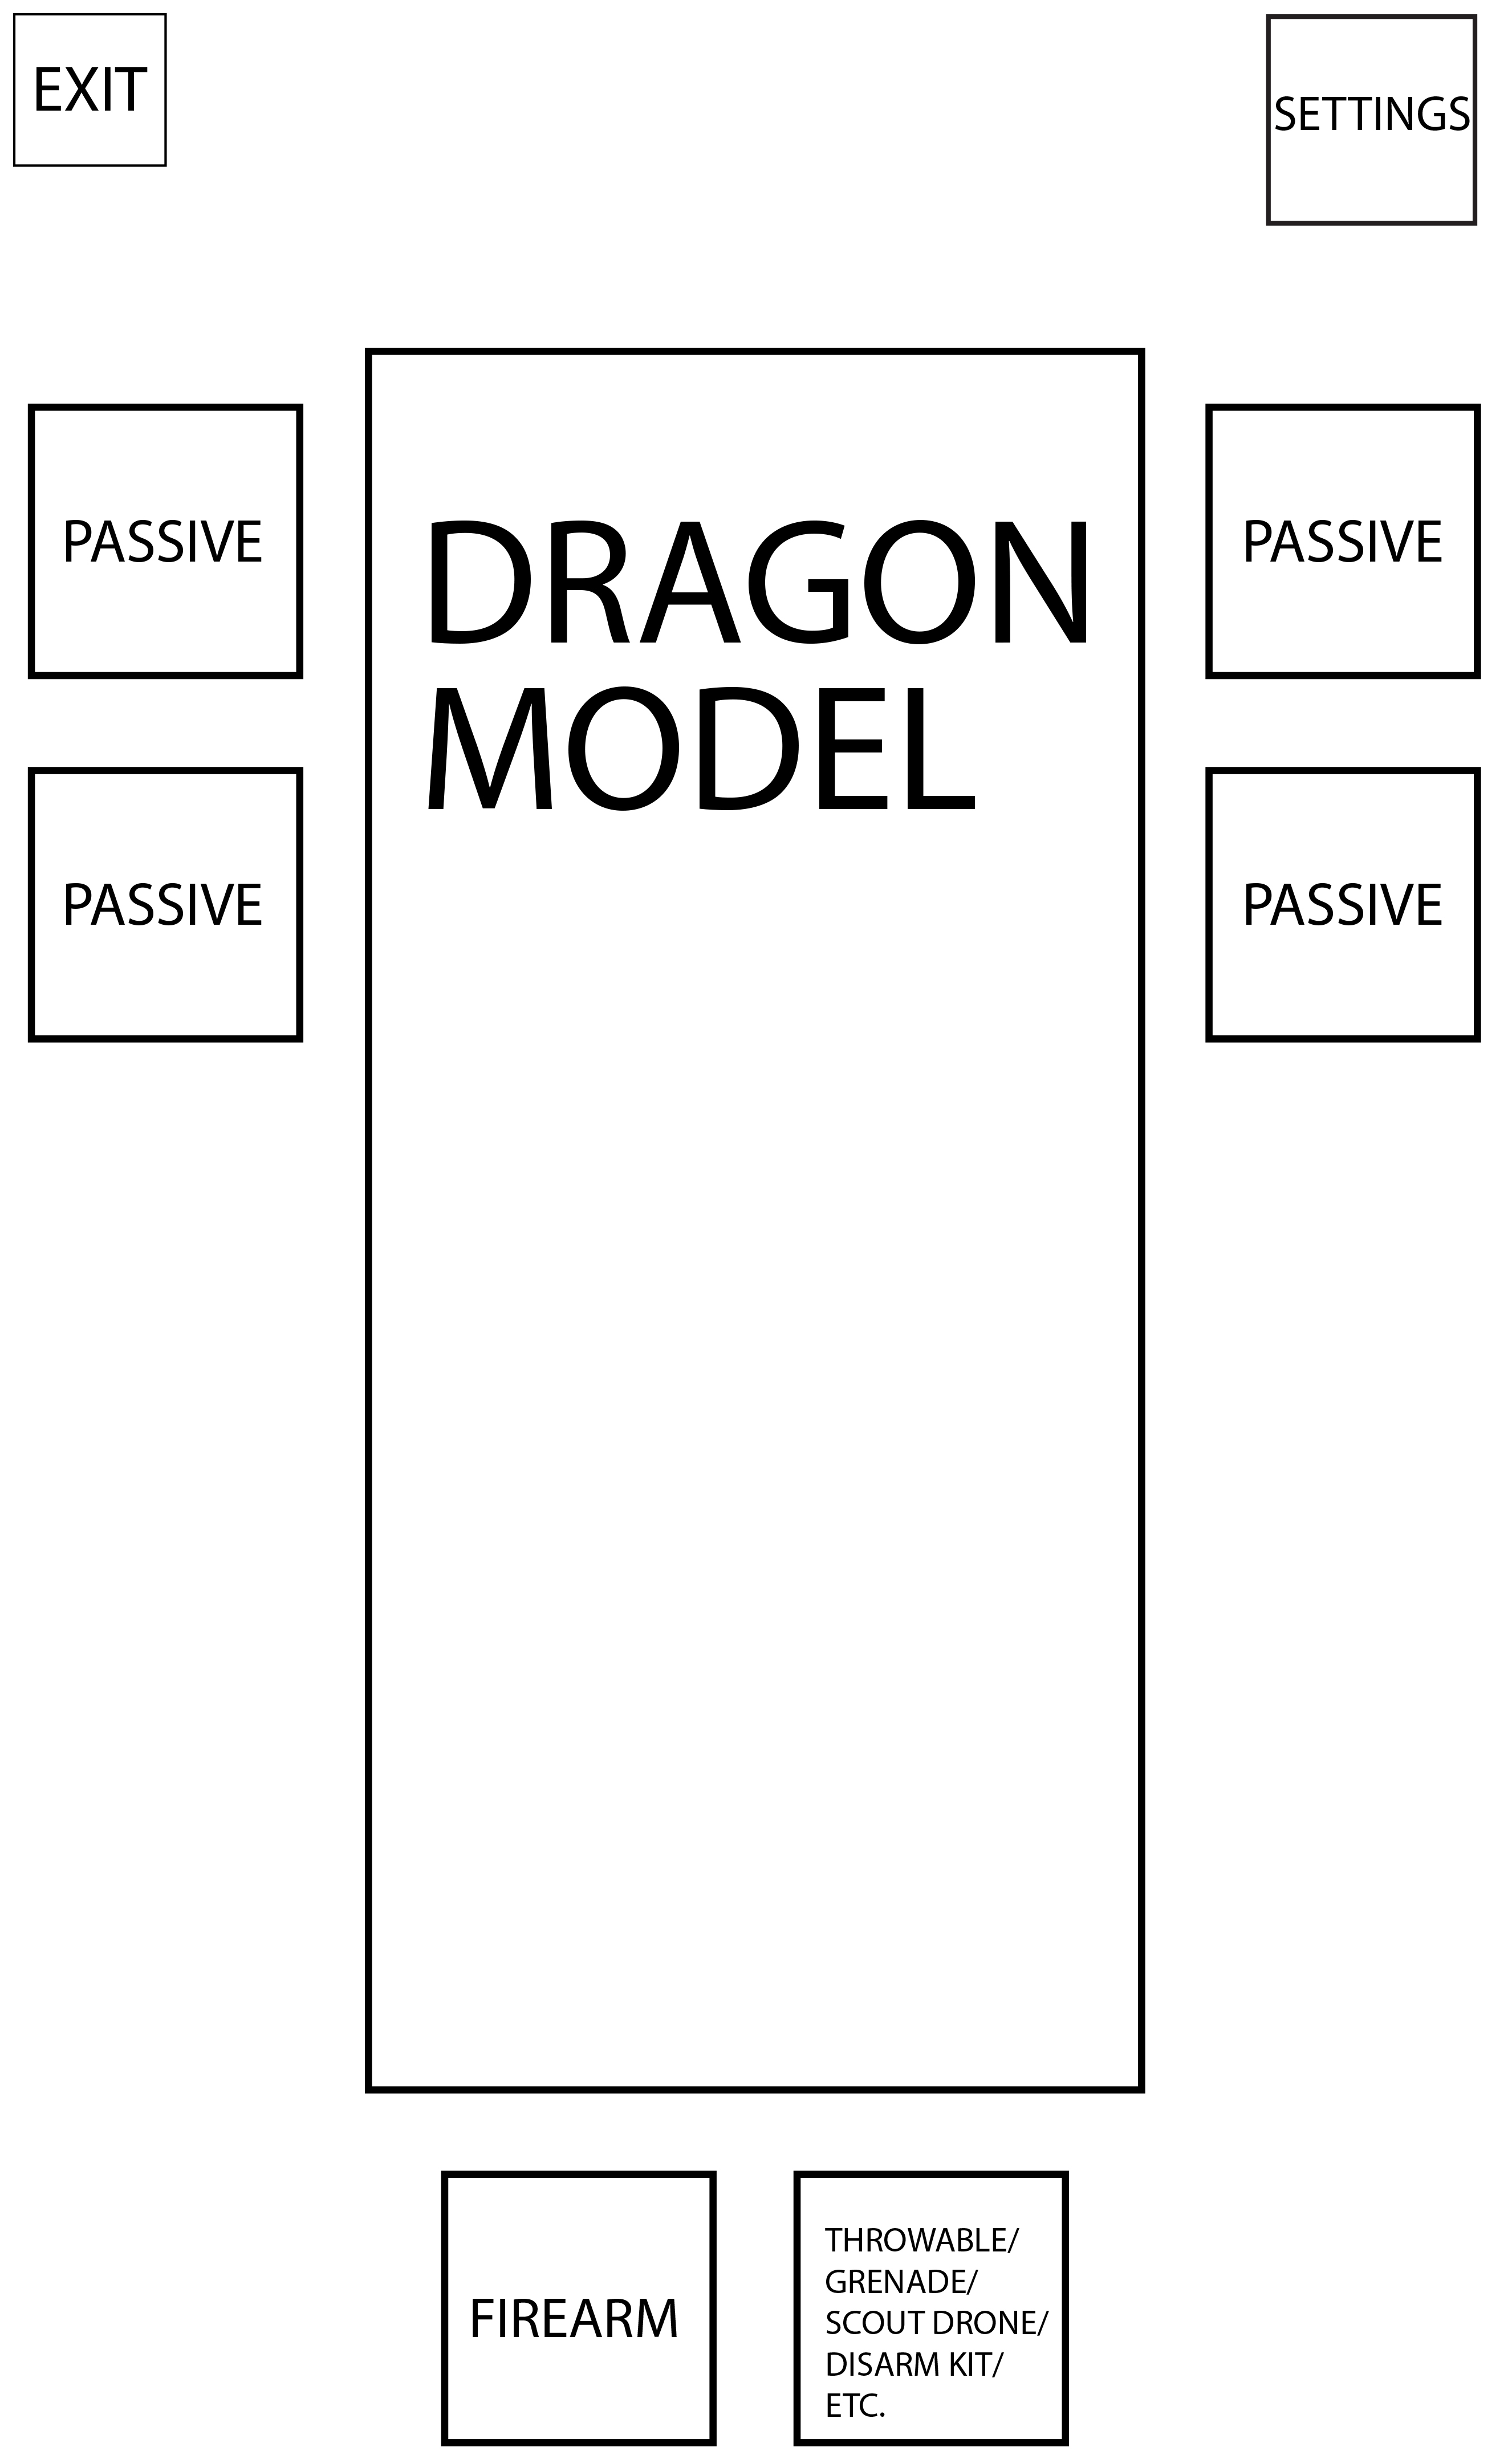 EXIT
SETTINGS
PASSIVE
PASSIVE
DRAGON
MODEL
PASSIVE
PASSIVE
FIREARM
THROWABLE/
GRENADE/
SCOUT DRONE/
DISARM KIT/
ETC.